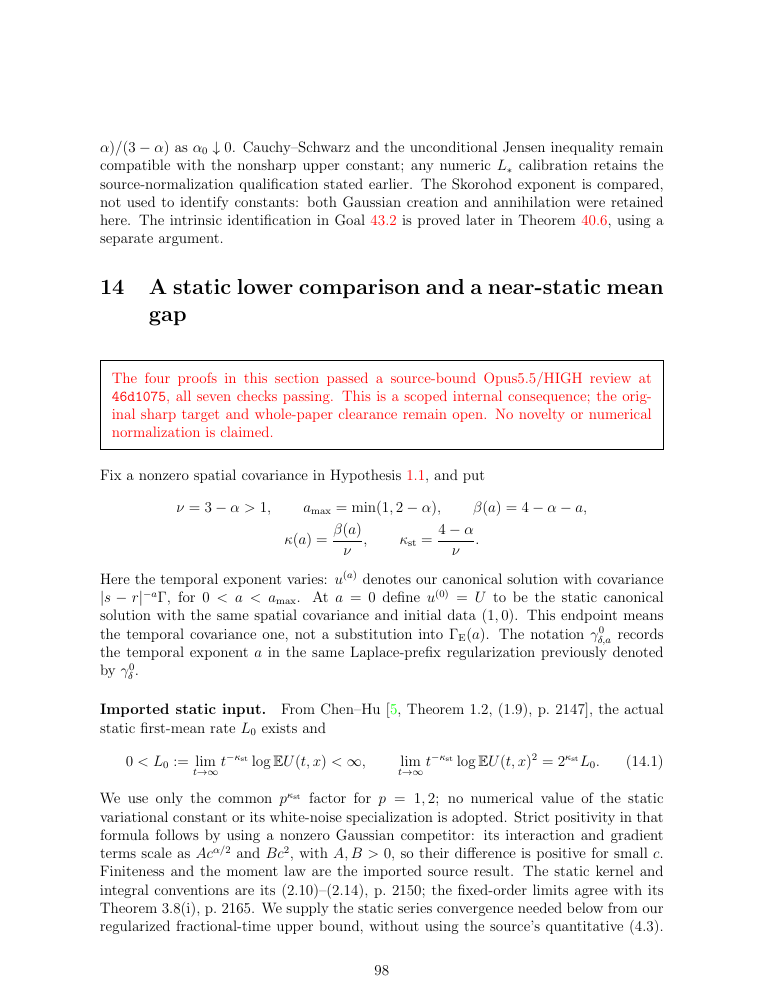 α)/(3 − α) as α₀ ↓ 0. Cauchy–Schwarz and the unconditional Jensen inequality remain
compatible with the nonsharp upper constant; any numeric L∗ calibration retains the
source-normalization qualification stated earlier. The Skorohod exponent is compared,
not used to identify constants: both Gaussian creation and annihilation were retained
here. The intrinsic identification in Goal 43.2 is proved later in Theorem 40.6, using a
separate argument.
14 A static lower comparison and a near-static mean
gap
The four proofs in this section passed a source-bound Opus5.5/HIGH review at
46d1075, all seven checks passing. This is a scoped internal consequence; the orig-
inal sharp target and whole-paper clearance remain open. No novelty or numerical
normalization is claimed.
Fix a nonzero spatial covariance in Hypothesis 1.1, and put
ν = 3 − α > 1, a_max = min(1, 2 − α), β(a) = 4 − α − a,
κ(a) = β(a)/ν, κ_st = (4 − α)/ν.
Here the temporal exponent varies: u^(a) denotes our canonical solution with covariance
|s − r|^{−a}Γ, for 0 < a < a_max. At a = 0 define u^(0) = U to be the static canonical
solution with the same spatial covariance and initial data (1, 0). This endpoint means
the temporal covariance one, not a substitution into Γ_E(a). The notation γ^0_{δ,a} records
the temporal exponent a in the same Laplace-prefix regularization previously denoted
by γ^0_δ.
Imported static input. From Chen–Hu [5, Theorem 1.2, (1.9), p. 2147], the actual
static first-mean rate L₀ exists and
0 < L₀ := lim_{t→∞} t^{−κ_st} log 𝔼U(t, x) < ∞, lim_{t→∞} t^{−κ_st} log 𝔼U(t, x)² = 2^{κ_st} L₀. (14.1)
We use only the common p^{κ_st} factor for p = 1, 2; no numerical value of the static
variational constant or its white-noise specialization is adopted. Strict positivity in that
formula follows by using a nonzero Gaussian competitor: its interaction and gradient
terms scale as Ac^{α/2} and Bc², with A, B > 0, so their difference is positive for small c.
Finiteness and the moment law are the imported source result. The static kernel and
integral conventions are its (2.10)–(2.14), p. 2150; the fixed-order limits agree with its
Theorem 3.8(i), p. 2165. We supply the static series convergence needed below from our
regularized fractional-time upper bound, without using the source's quantitative (4.3).
98